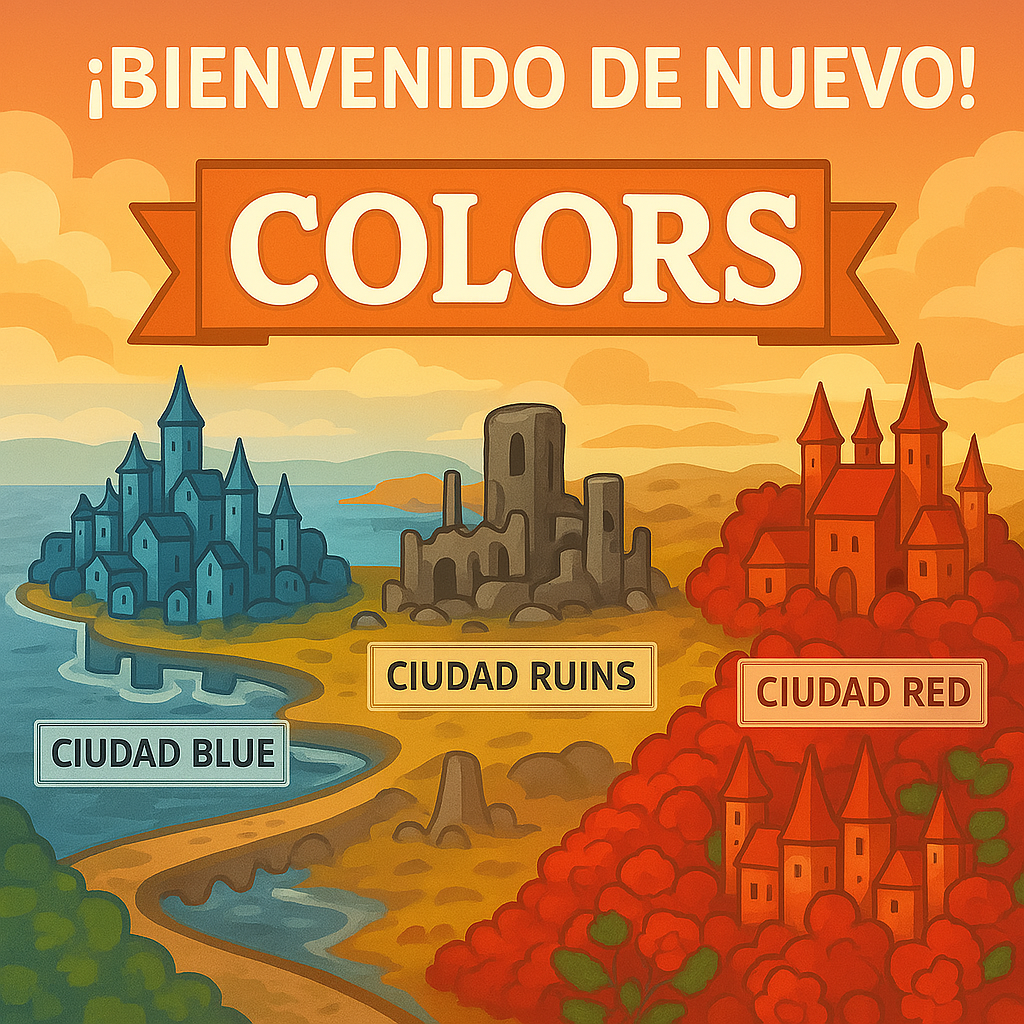 ¡BIENVENIDO DE NUEVO!
COLORS
CIUDAD RUINS
CIUDAD RED
CIUDAD BLUE